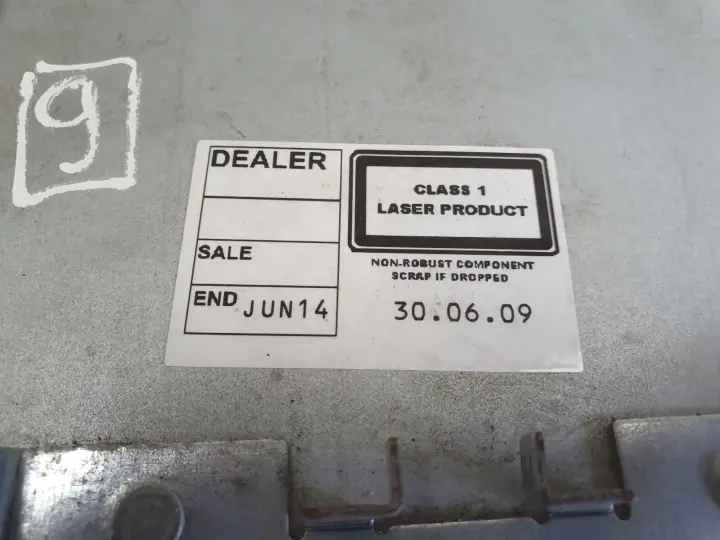 9
DEALER
SALE
END JUN14
CLASS 1
LASER PRODUCT
NON-ROBUST COMPONENT
SCRAP IF DROPPED
30.06.09